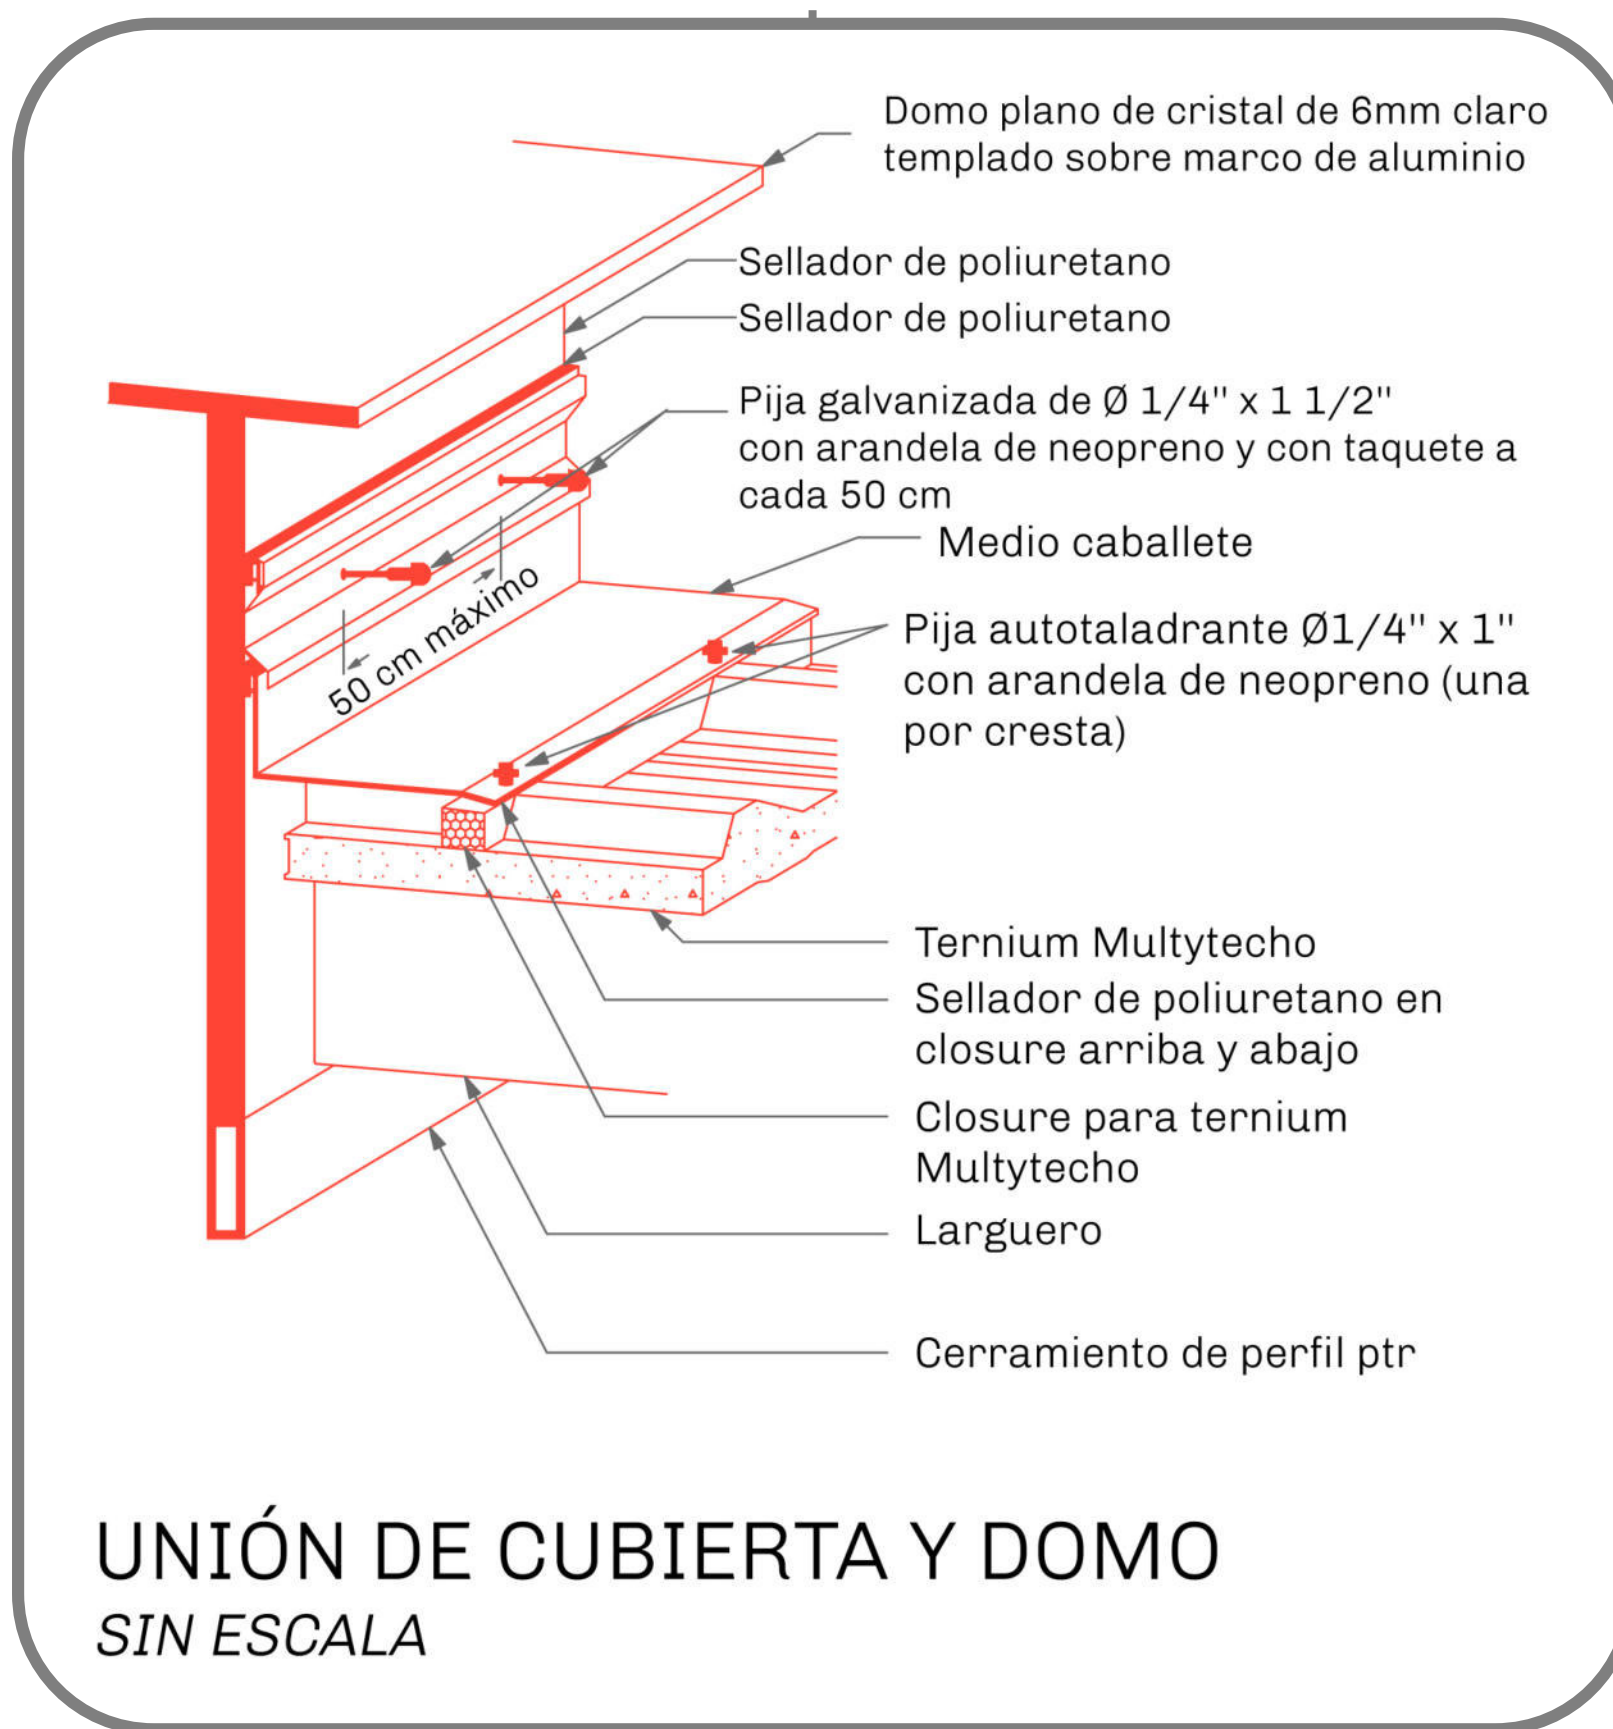 Domo plano de cristal de 6mm claro
templado sobre marco de aluminio
Sellador de poliuretano
Sellador de poliuretano
Pija galvanizada de Ø 1/4" x 1 1/2"
con arandela de neopreno y con taquete a
cada 50 cm
Medio caballete
50 cm máximo
Pija autotaladrante Ø1/4" x 1"
con arandela de neopreno (una
por cresta)
Ternium Multytecho
Sellador de poliuretano en
closure arriba y abajo
Closure para ternium
Multytecho
Larguero
Cerramiento de perfil ptr
UNIÓN DE CUBIERTA Y DOMO
SIN ESCALA